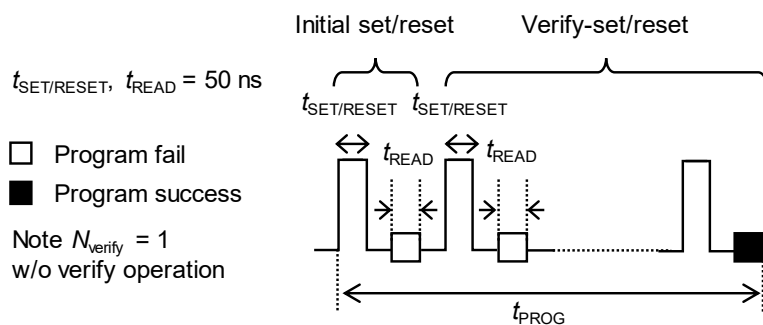 Initial set/reset
Verify-set/reset
tSET/RESET, tREAD = 50 ns
tSET/RESET tSET/RESET
tREAD
tREAD
Program fail
Program success
Note Nverify = 1
w/o verify operation
tPROG